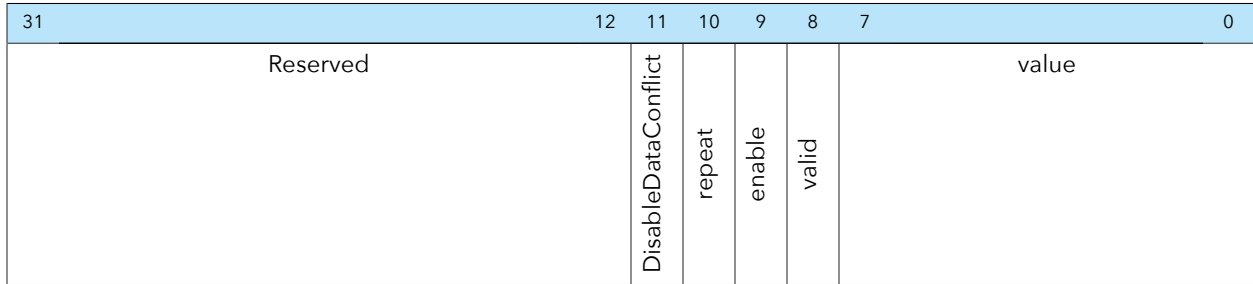 31 12 11 10 9 8 7 0
Reserved
DisableDataConflict
repeat
enable
valid
value